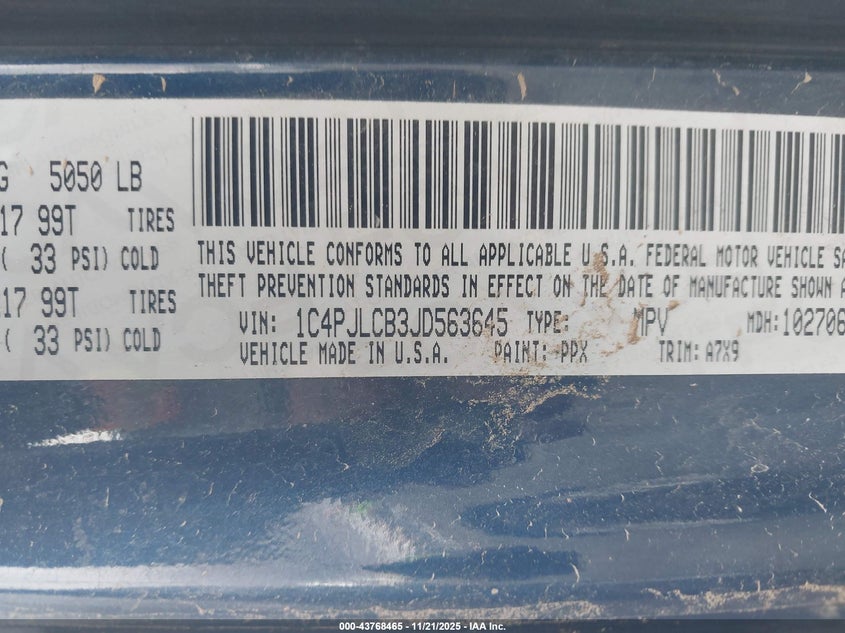 G 5050 LB
17 99T TIRES
( 33 PSI) COLD
17 99T TIRES
( 33 PSI) COLD
THIS VEHICLE CONFORMS TO ALL APPLICABLE U.S.A. FEDERAL MOTOR VEHICLE SA
THEFT PREVENTION STANDARDS IN EFFECT ON THE DATE OF MANUFACTURE SHOWN A
VIN: 1C4PJLCB3JD563645 TYPE: MPV MDH: 102706
VEHICLE MADE IN U.S.A. PAINT: PPX TRIM: A7X9
000-43768465 - 11/21/2025 - IAA Inc.